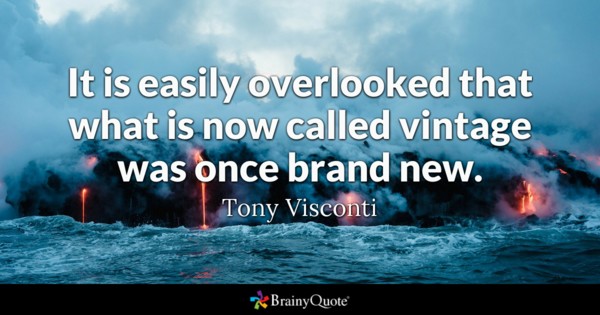 It is easily overlooked that
what is now called vintage
was once brand new.
Tony Visconti
BrainyQuote®